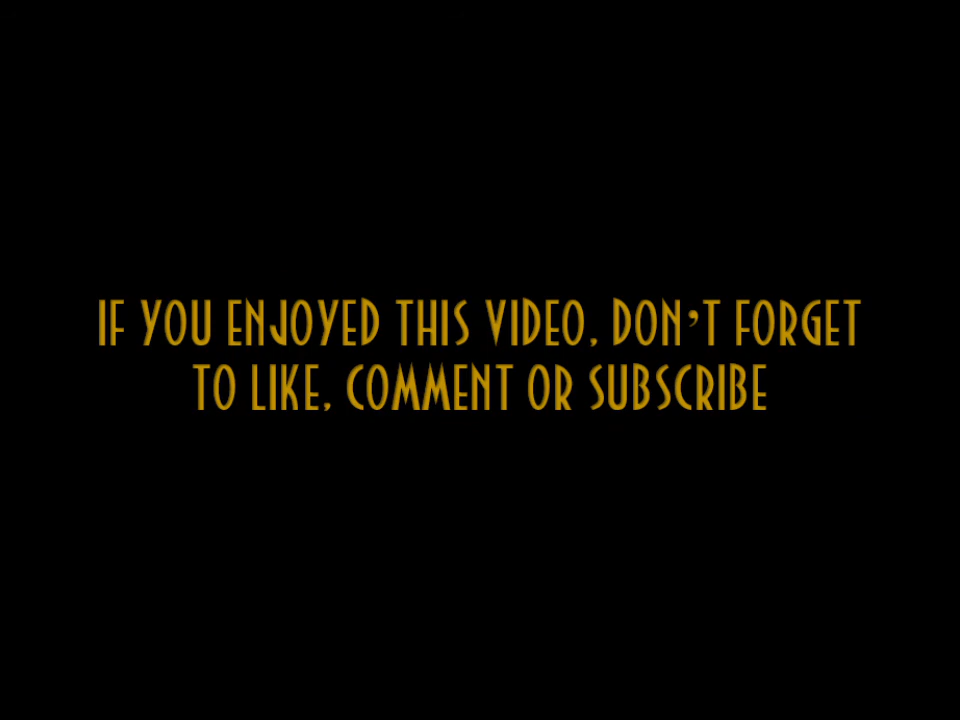 IF YOU ENJOYED THIS VIDEO, DON'T FORGET
TO LIKE, COMMENT OR SUBSCRIBE